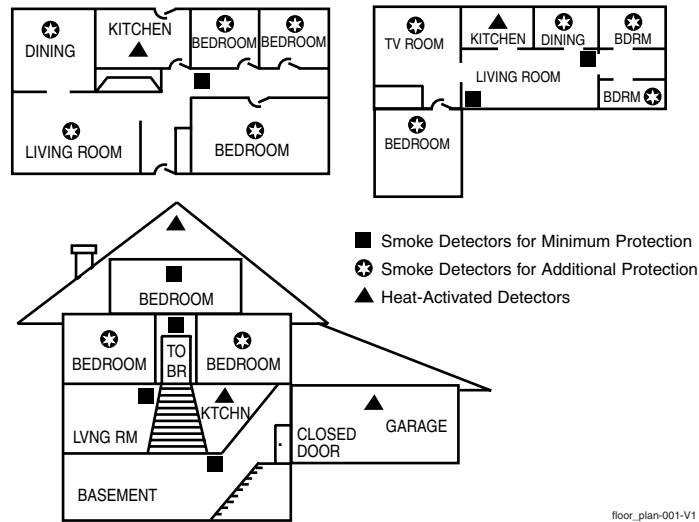 DINING
KITCHEN
BEDROOM
BEDROOM
LIVING ROOM
BEDROOM
TV ROOM
KITCHEN
DINING
BDRM
LIVING ROOM
BDRM
BEDROOM
Smoke Detectors for Minimum Protection
Smoke Detectors for Additional Protection
Heat-Activated Detectors
BEDROOM
BEDROOM
TO
BR
BEDROOM
LVNG RM
KTCHN
CLOSED
DOOR
GARAGE
BASEMENT
floor_plan-001-V1